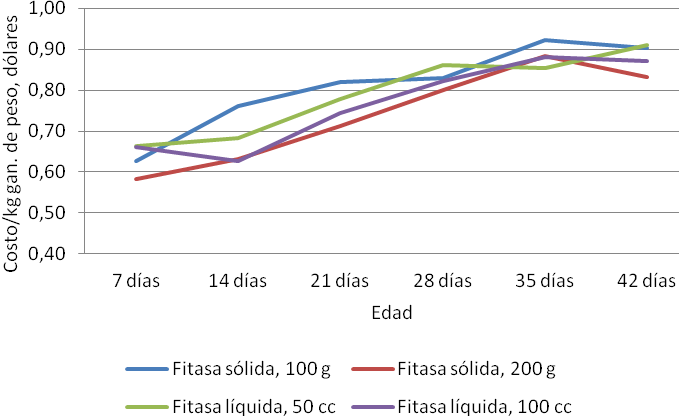 Costo/kg gan. de peso, dólares
1,00
0,90
0,80
0,70
0,60
0,50
0,40
7 días 14 días 21 días 28 días 35 días 42 días
Edad
Fitasa sólida, 100 g Fitasa sólida, 200 g
Fitasa líquida, 50 cc Fitasa líquida, 100 cc